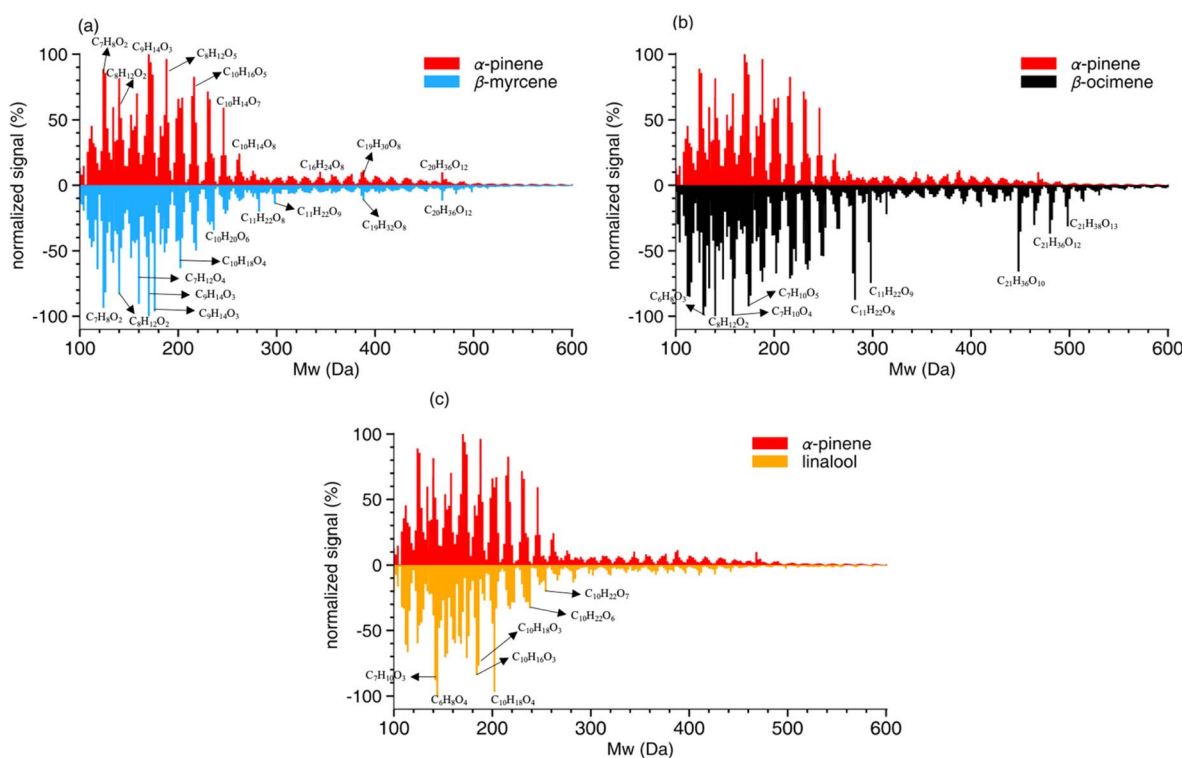 (a)
C₇H₈O₂
C₉H₁₄O₃
C₈H₁₂O₅
C₈H₁₂O₂
C₁₀H₁₆O₅
C₁₀H₁₄O₇
C₁₀H₁₄O₈
C₁₆H₂₄O₈
C₁₉H₃₀O₈
C₂₀H₃₆O₁₂
α-pinene
β-myrcene
normalized signal (%)
100
50
0
-50
-100
C₁₁H₂₂O₈
C₁₁H₂₂O₉
C₁₉H₃₂O₈
C₂₀H₃₆O₁₂
C₁₀H₂₀O₆
C₁₀H₁₈O₄
C₇H₁₂O₄
C₉H₁₄O₃
C₉H₁₄O₃
C₇H₈O₂
C₈H₁₂O₂
100 200 300 400 500 600
Mw (Da)
(b)
α-pinene
β-ocimene
normalized signal (%)
100
50
0
-50
-100
C₆H₈O₃
C₈H₁₂O₂
C₇H₁₀O₅
C₇H₁₀O₄
C₁₁H₂₂O₉
C₁₁H₂₂O₈
C₂₁H₃₈O₁₃
C₂₁H₃₆O₁₂
C₂₁H₃₆O₁₀
100 200 300 400 500 600
Mw (Da)
(c)
α-pinene
linalool
normalized signal (%)
100
50
0
-50
-100
C₁₀H₂₂O₇
C₁₀H₂₂O₆
C₁₀H₁₈O₃
C₁₀H₁₆O₃
C₇H₁₀O₃
C₆H₈O₄
C₁₀H₁₈O₄
100 200 300 400 500 600
Mw (Da)